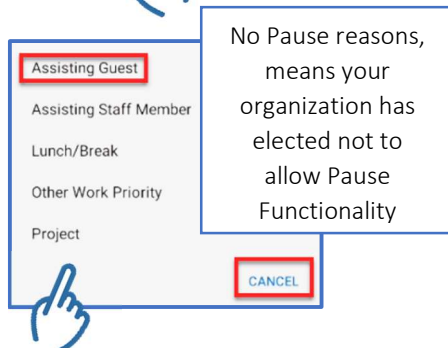 No Pause reasons,
means your
organization has
elected not to
allow Pause
Functionality
Assisting Guest
Assisting Staff Member
Lunch/Break
Other Work Priority
Project
CANCEL